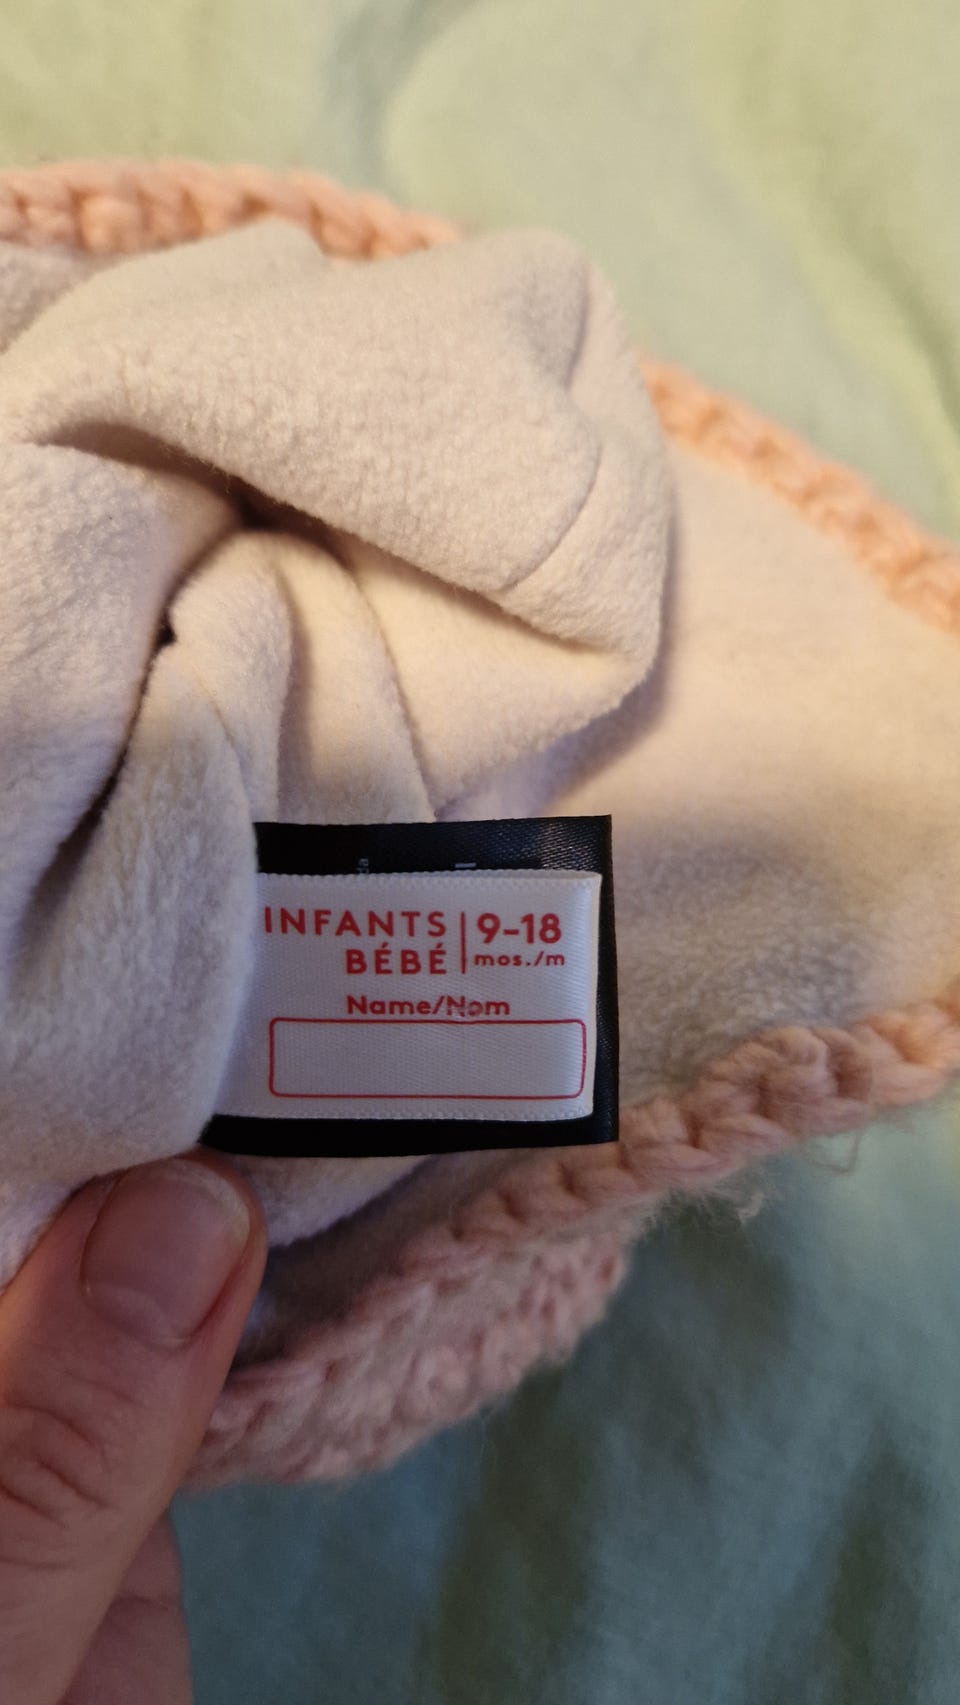 INFANTS | 9-18
BÉBÉ | mos./m
Name/Nom